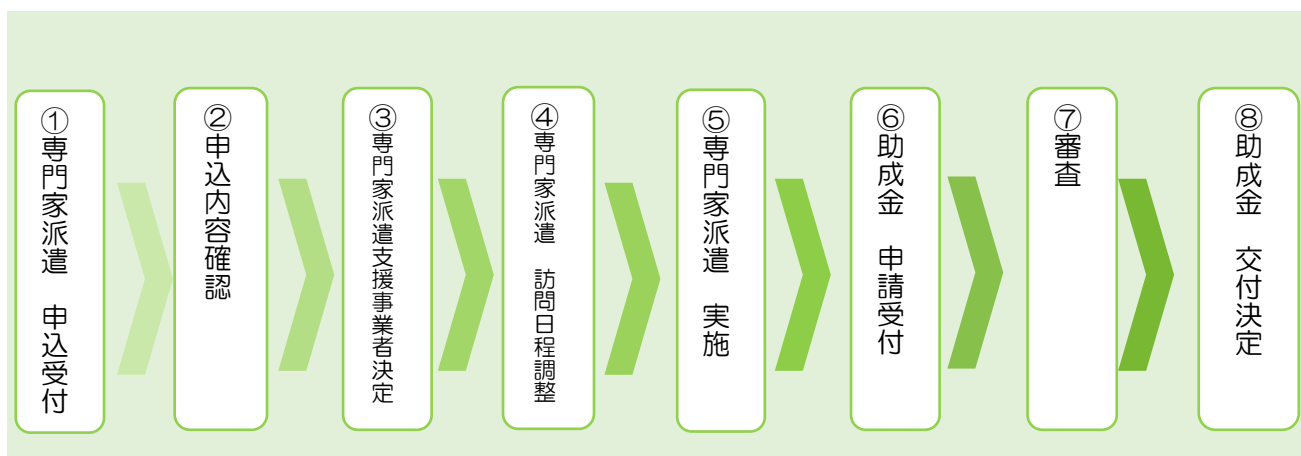 ①専門家派遣　申込受付
②申込内容確認
③専門家派遣支援事業者決定
④専門家派遣　訪問日程調整
⑤専門家派遣　実施
⑥助成金　申請受付
⑦審査
⑧助成金　交付決定